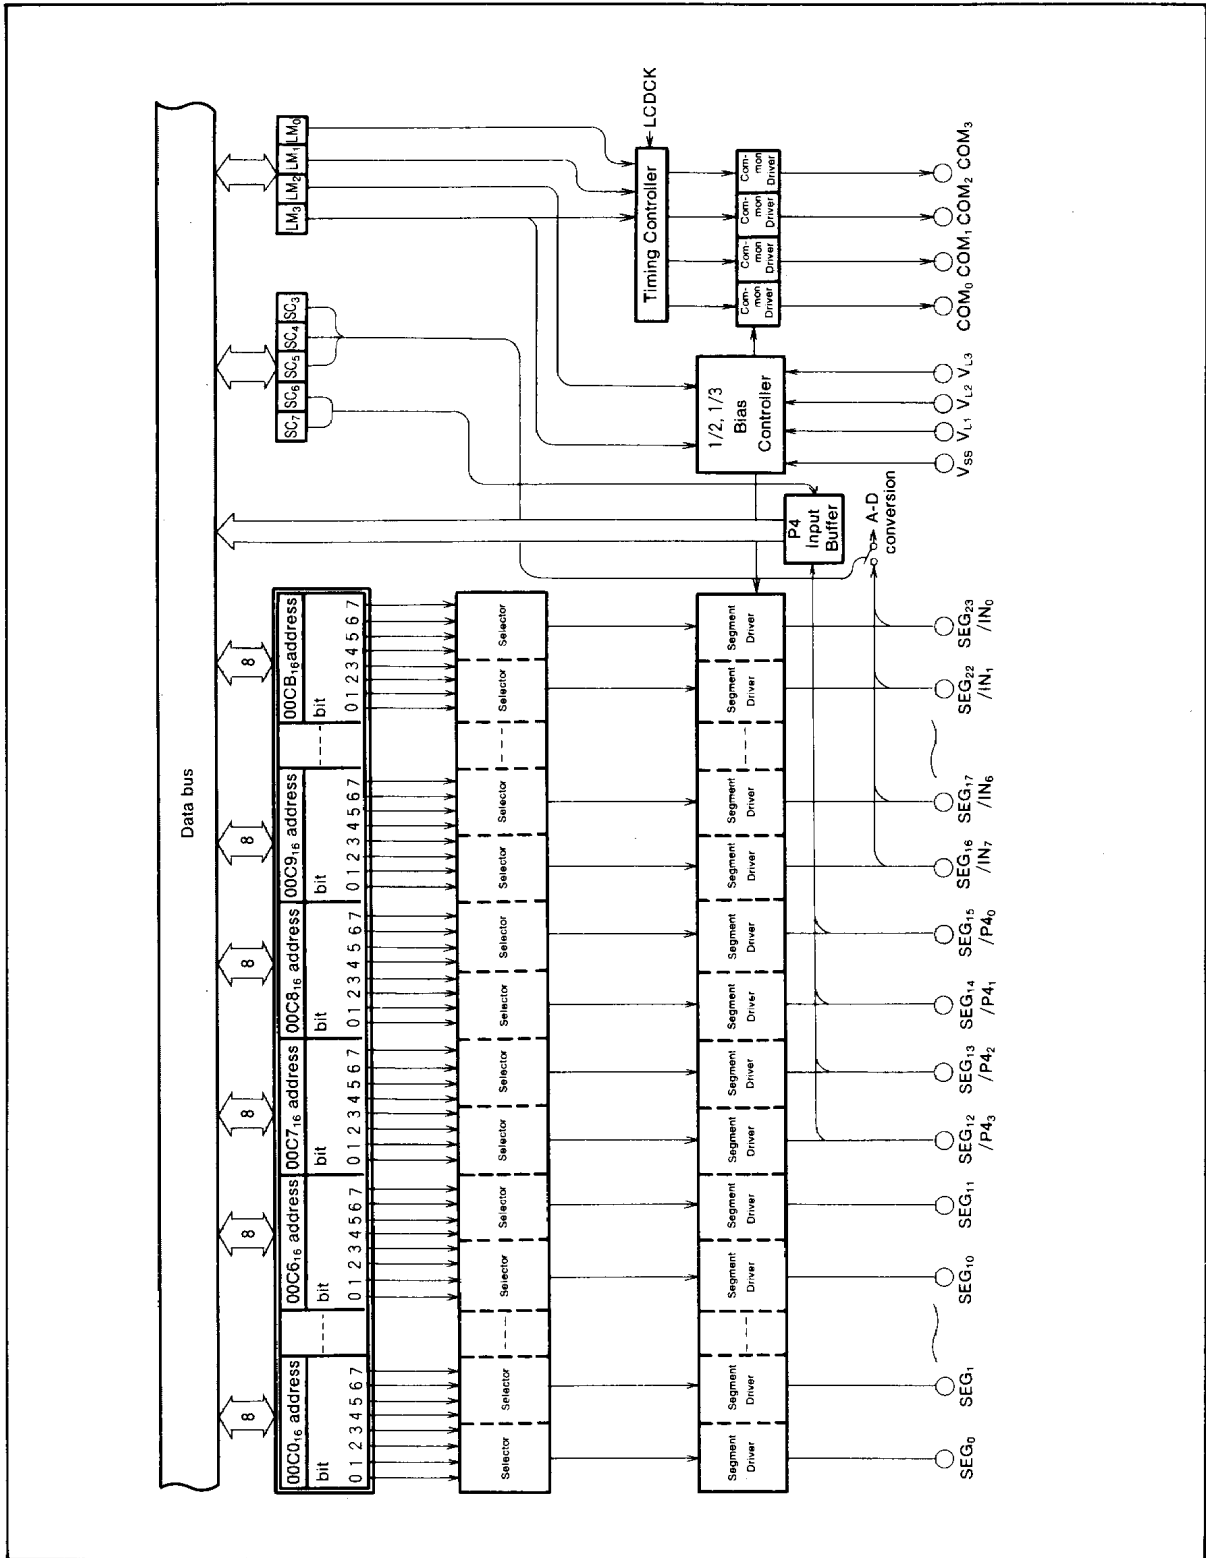 Data bus
8 8 8 8 8 8
00C0₁₆ address 00C6₁₆ address 00C7₁₆ address 00C8₁₆ address 00C9₁₆ address 00CB₁₆address
bit bit bit bit bit bit
0 1 2 3 4 5 6 7 0 1 2 3 4 5 6 7 0 1 2 3 4 5 6 7 0 1 2 3 4 5 6 7 0 1 2 3 4 5 6 7 0 1 2 3 4 5 6 7
SC₇ SC₆ SC₅ SC₄ SC₃ LM₃ LM₂ LM₁ LM₀
Selector Selector Selector Selector Selector Selector Selector Selector Selector Selector Selector Selector
Timing Controller
LCDCK
Segment Segment Segment Segment Segment Segment Segment Segment Segment Segment Segment Segment
Driver Driver Driver Driver Driver Driver Driver Driver Driver Driver Driver Driver
1/2, 1/3
Bias
Controller
Com- Com- Com- Com-
mon mon mon mon
Driver Driver Driver Driver
P4
Input
Buffer
A-D
conversion
SEG₀ SEG₁ SEG₁₀ SEG₁₁ SEG₁₂ SEG₁₃ SEG₁₄ SEG₁₅ SEG₁₆ SEG₁₇ SEG₂₂ SEG₂₃ Vss VL1 VL2 VL3 COM₀ COM₁ COM₂ COM₃
/P4₃ /P4₂ /P4₁ /P4₀ /IN₇ /IN₆ /IN₁ /IN₀